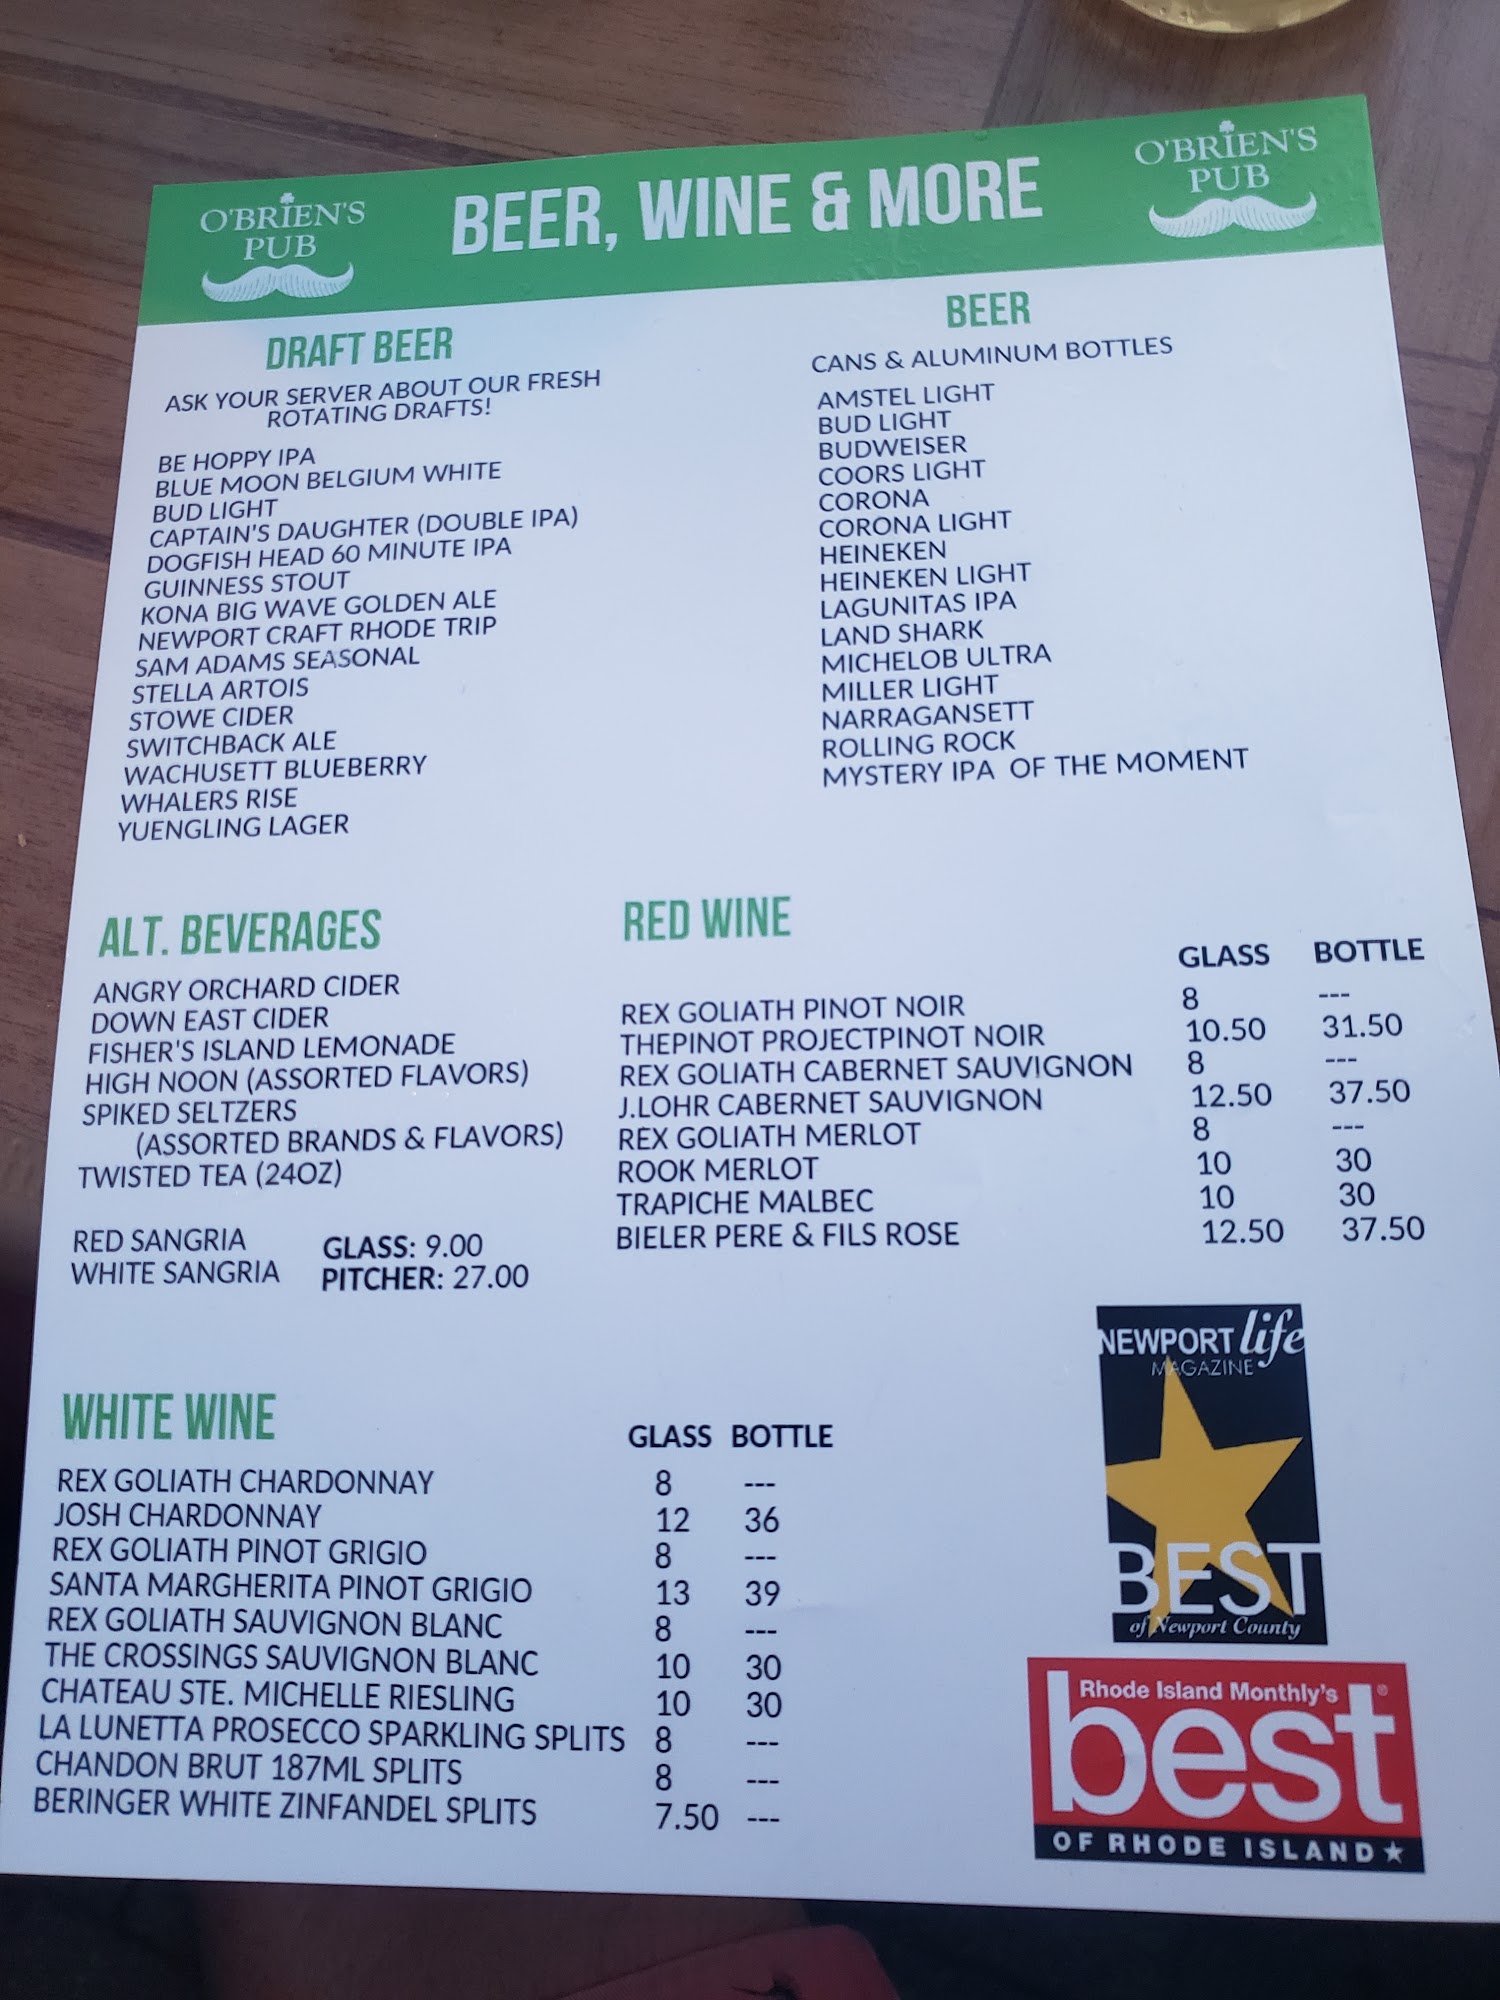 O'BRIEN'S
PUB
BEER, WINE & MORE
O'BRIEN'S
PUB
DRAFT BEER
ASK YOUR SERVER ABOUT OUR FRESH
ROTATING DRAFTS!
BE HOPPY IPA
BLUE MOON BELGIUM WHITE
BUD LIGHT
CAPTAIN'S DAUGHTER (DOUBLE IPA)
DOGFISH HEAD 60 MINUTE IPA
GUINNESS STOUT
KONA BIG WAVE GOLDEN ALE
NEWPORT CRAFT RHODE TRIP
SAM ADAMS SEASONAL
STELLA ARTOIS
STOWE CIDER
SWITCHBACK ALE
WACHUSETT BLUEBERRY
WHALERS RISE
YUENGLING LAGER
BEER
CANS & ALUMINUM BOTTLES
AMSTEL LIGHT
BUD LIGHT
BUDWEISER
COORS LIGHT
CORONA
CORONA LIGHT
HEINEKEN
HEINEKEN LIGHT
LAGUNITAS IPA
LAND SHARK
MICHELOB ULTRA
MILLER LIGHT
NARRAGANSETT
ROLLING ROCK
MYSTERY IPA OF THE MOMENT
ALT. BEVERAGES
ANGRY ORCHARD CIDER
DOWN EAST CIDER
FISHER'S ISLAND LEMONADE
HIGH NOON (ASSORTED FLAVORS)
SPIKED SELTZERS
(ASSORTED BRANDS & FLAVORS)
TWISTED TEA (24OZ)
RED SANGRIA GLASS: 9.00
WHITE SANGRIA PITCHER: 27.00
RED WINE
GLASS BOTTLE
REX GOLIATH PINOT NOIR 8 ---
THEPINOT PROJECTPINOT NOIR 10.50 31.50
REX GOLIATH CABERNET SAUVIGNON 8 ---
J.LOHR CABERNET SAUVIGNON 12.50 37.50
REX GOLIATH MERLOT 8 ---
ROOK MERLOT 10 30
TRAPICHE MALBEC 10 30
BIELER PERE & FILS ROSE 12.50 37.50
WHITE WINE
GLASS BOTTLE
REX GOLIATH CHARDONNAY 8 ---
JOSH CHARDONNAY 12 36
REX GOLIATH PINOT GRIGIO 8 ---
SANTA MARGHERITA PINOT GRIGIO 13 39
REX GOLIATH SAUVIGNON BLANC 8 ---
THE CROSSINGS SAUVIGNON BLANC 10 30
CHATEAU STE. MICHELLE RIESLING 10 30
LA LUNETTA PROSECCO SPARKLING SPLITS 8 ---
CHANDON BRUT 187ML SPLITS 8 ---
BERINGER WHITE ZINFANDEL SPLITS 7.50 ---
NEWPORT life
MAGAZINE
BEST
of Newport County
Rhode Island Monthly's
best®
OF RHODE ISLAND